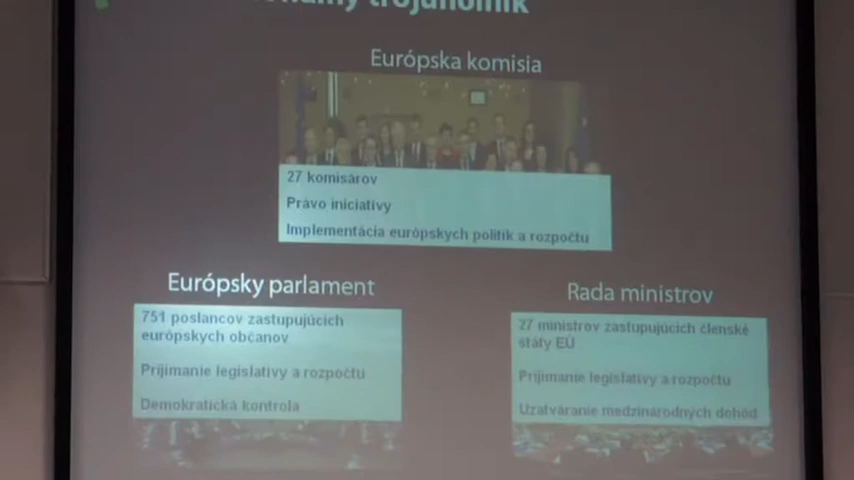 trojuholník
Európska komisia
27 komisárov
Právo iniciatívy
Implementácia európskych politík a rozpočtu
Európsky parlament
Rada ministrov
751 poslancov zastupujúcich
európskych občanov
Prijímanie legislatívy a rozpočtu
Demokratická kontrola
27 ministrov zastupujúcich členské
štáty EÚ
Prijímanie legislatívy a rozpočtu
Uzatváranie medzinárodných dohôd